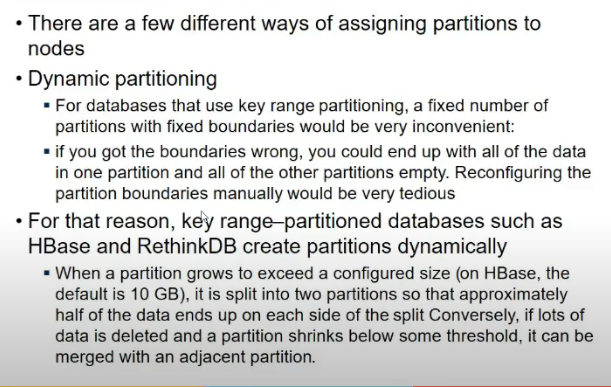 • There are a few different ways of assigning partitions to
nodes
• Dynamic partitioning
▪ For databases that use key range partitioning, a fixed number of
partitions with fixed boundaries would be very inconvenient:
▪ if you got the boundaries wrong, you could end up with all of the data
in one partition and all of the other partitions empty. Reconfiguring the
partition boundaries manually would be very tedious
• For that reason, key range–partitioned databases such as
HBase and RethinkDB create partitions dynamically
▪ When a partition grows to exceed a configured size (on HBase, the
default is 10 GB), it is split into two partitions so that approximately
half of the data ends up on each side of the split Conversely, if lots of
data is deleted and a partition shrinks below some threshold, it can be
merged with an adjacent partition.